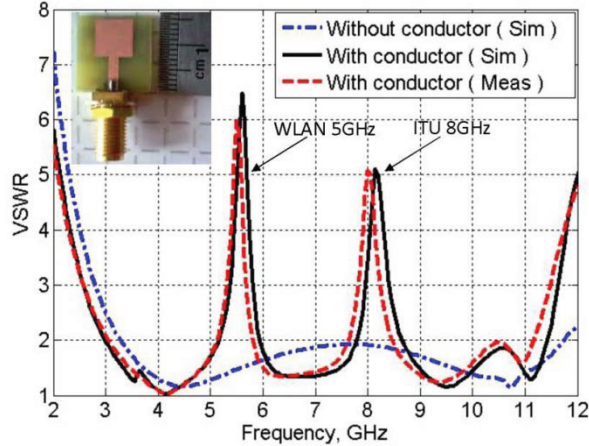 8
7
6
5
4
3
2
1
VSWR
cm 1
Without conductor ( Sim )
With conductor ( Sim )
With conductor ( Meas )
WLAN 5GHz
ITU 8GHz
2 3 4 5 6 7 8 9 10 11 12
Frequency, GHz